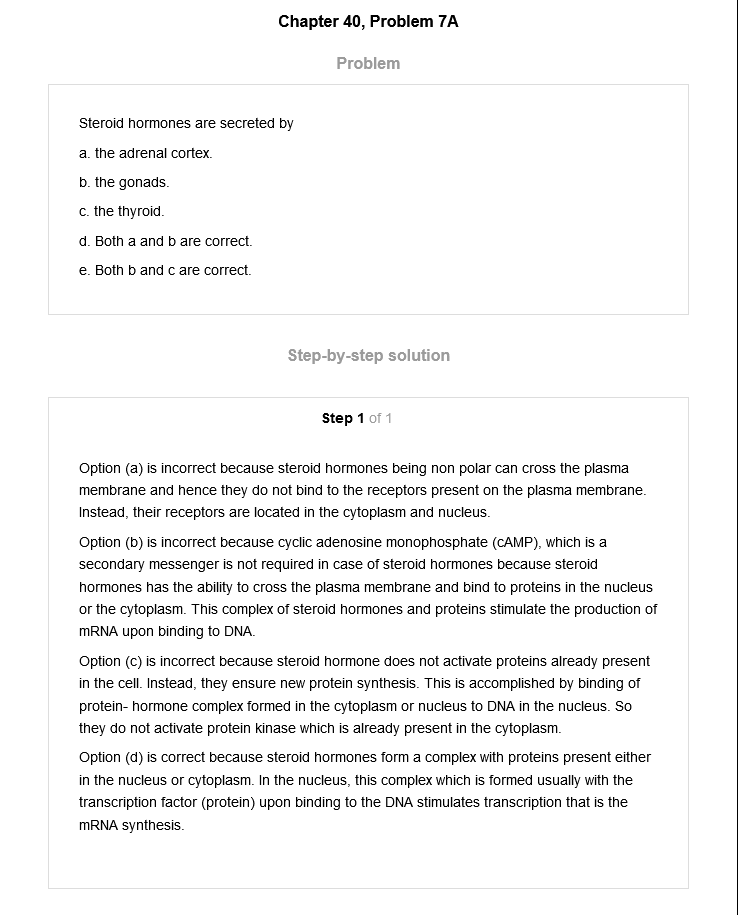 Chapter 40, Problem 7A
Problem
Steroid hormones are secreted by
a. the adrenal cortex.
b. the gonads.
c. the thyroid.
d. Both a and b are correct.
e. Both b and c are correct.
Step-by-step solution
Step 1 of 1
Option (a) is incorrect because steroid hormones being non polar can cross the plasma
membrane and hence they do not bind to the receptors present on the plasma membrane.
Instead, their receptors are located in the cytoplasm and nucleus.
Option (b) is incorrect because cyclic adenosine monophosphate (cAMP), which is a
secondary messenger is not required in case of steroid hormones because steroid
hormones has the ability to cross the plasma membrane and bind to proteins in the nucleus
or the cytoplasm. This complex of steroid hormones and proteins stimulate the production of
mRNA upon binding to DNA.
Option (c) is incorrect because steroid hormone does not activate proteins already present
in the cell. Instead, they ensure new protein synthesis. This is accomplished by binding of
protein- hormone complex formed in the cytoplasm or nucleus to DNA in the nucleus. So
they do not activate protein kinase which is already present in the cytoplasm.
Option (d) is correct because steroid hormones form a complex with proteins present either
in the nucleus or cytoplasm. In the nucleus, this complex which is formed usually with the
transcription factor (protein) upon binding to the DNA stimulates transcription that is the
mRNA synthesis.